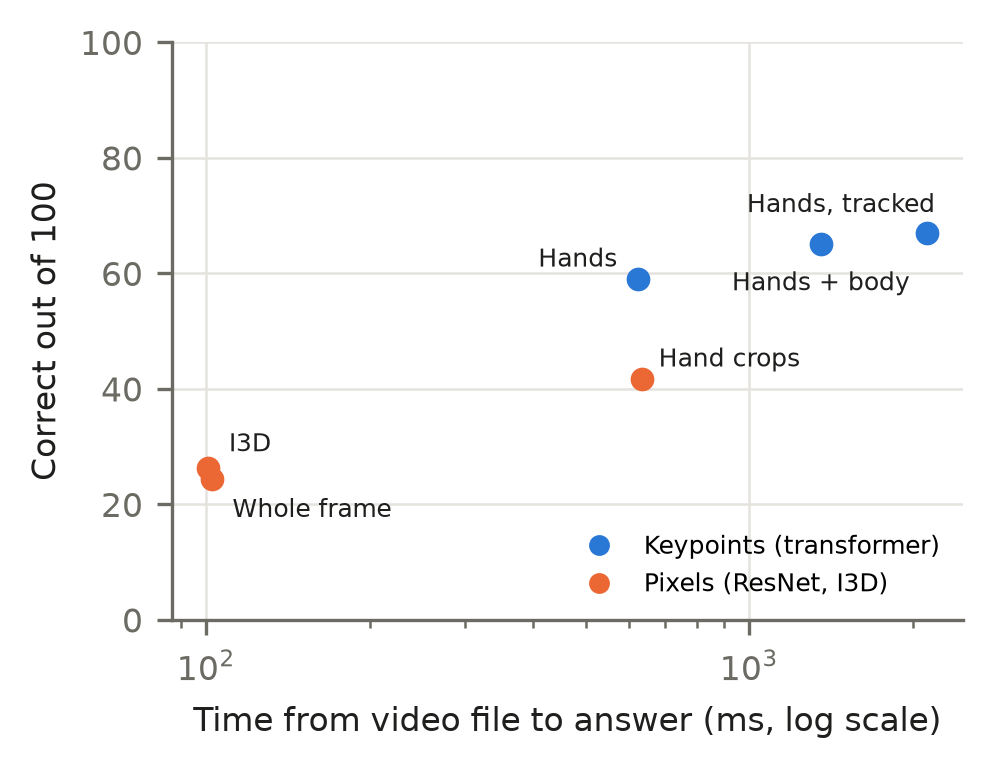 100
80
60
40
20
0
Correct out of 100
Hands, tracked
Hands
Hands + body
Hand crops
I3D
Whole frame
Keypoints (transformer)
Pixels (ResNet, I3D)
10² 10³
Time from video file to answer (ms, log scale)